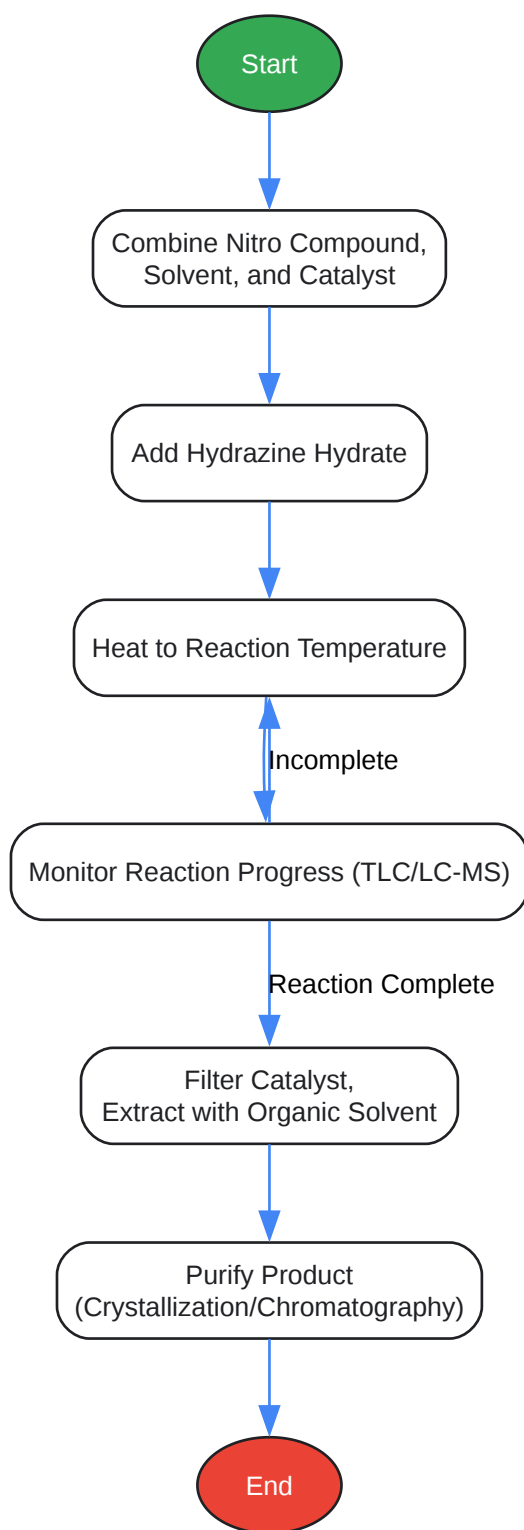 Start
Combine Nitro Compound,
Solvent, and Catalyst
Add Hydrazine Hydrate
Heat to Reaction Temperature
Incomplete
Monitor Reaction Progress (TLC/LC-MS)
Reaction Complete
Filter Catalyst,
Extract with Organic Solvent
Purify Product
(Crystallization/Chromatography)
End